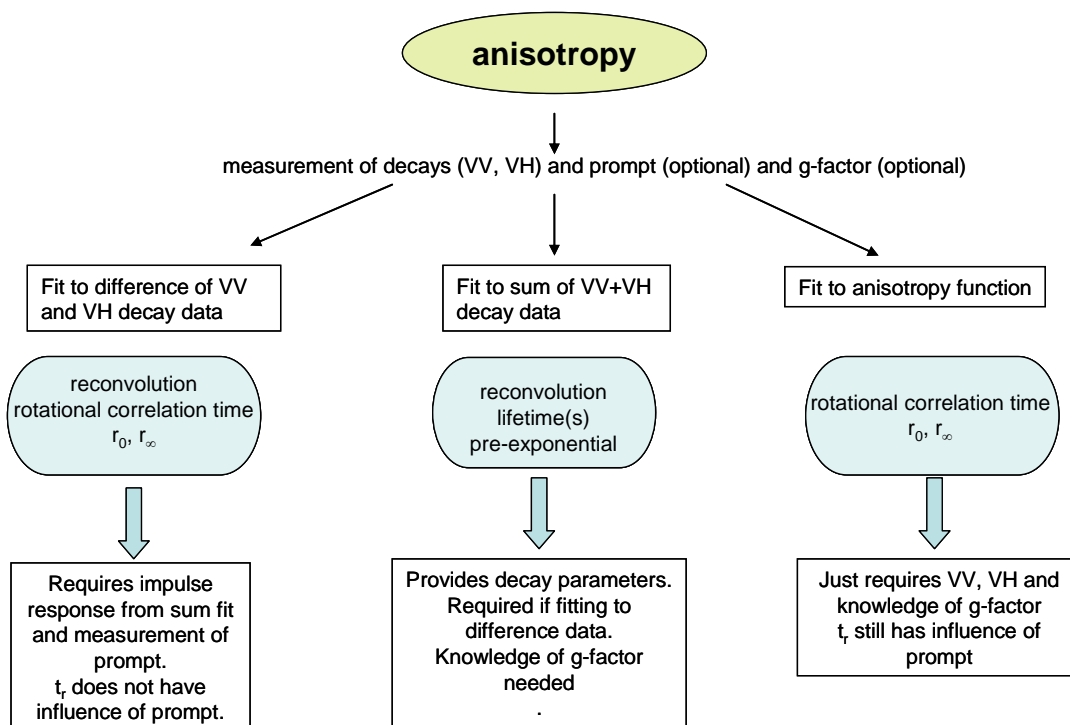 anisotropy
measurement of decays (VV, VH) and prompt (optional) and g-factor (optional)
Fit to difference of VV
and VH decay data
reconvolution
rotational correlation time
r₀, r∞
Requires impulse
response from sum fit
and measurement of
prompt.
tᵣ does not have
influence of prompt.
Fit to sum of VV+VH
decay data
reconvolution
lifetime(s)
pre-exponential
Provides decay parameters.
Required if fitting to
difference data.
Knowledge of g-factor
needed
.
Fit to anisotropy function
rotational correlation time
r₀, r∞
Just requires VV, VH and
knowledge of g-factor
tᵣ still has influence of
prompt